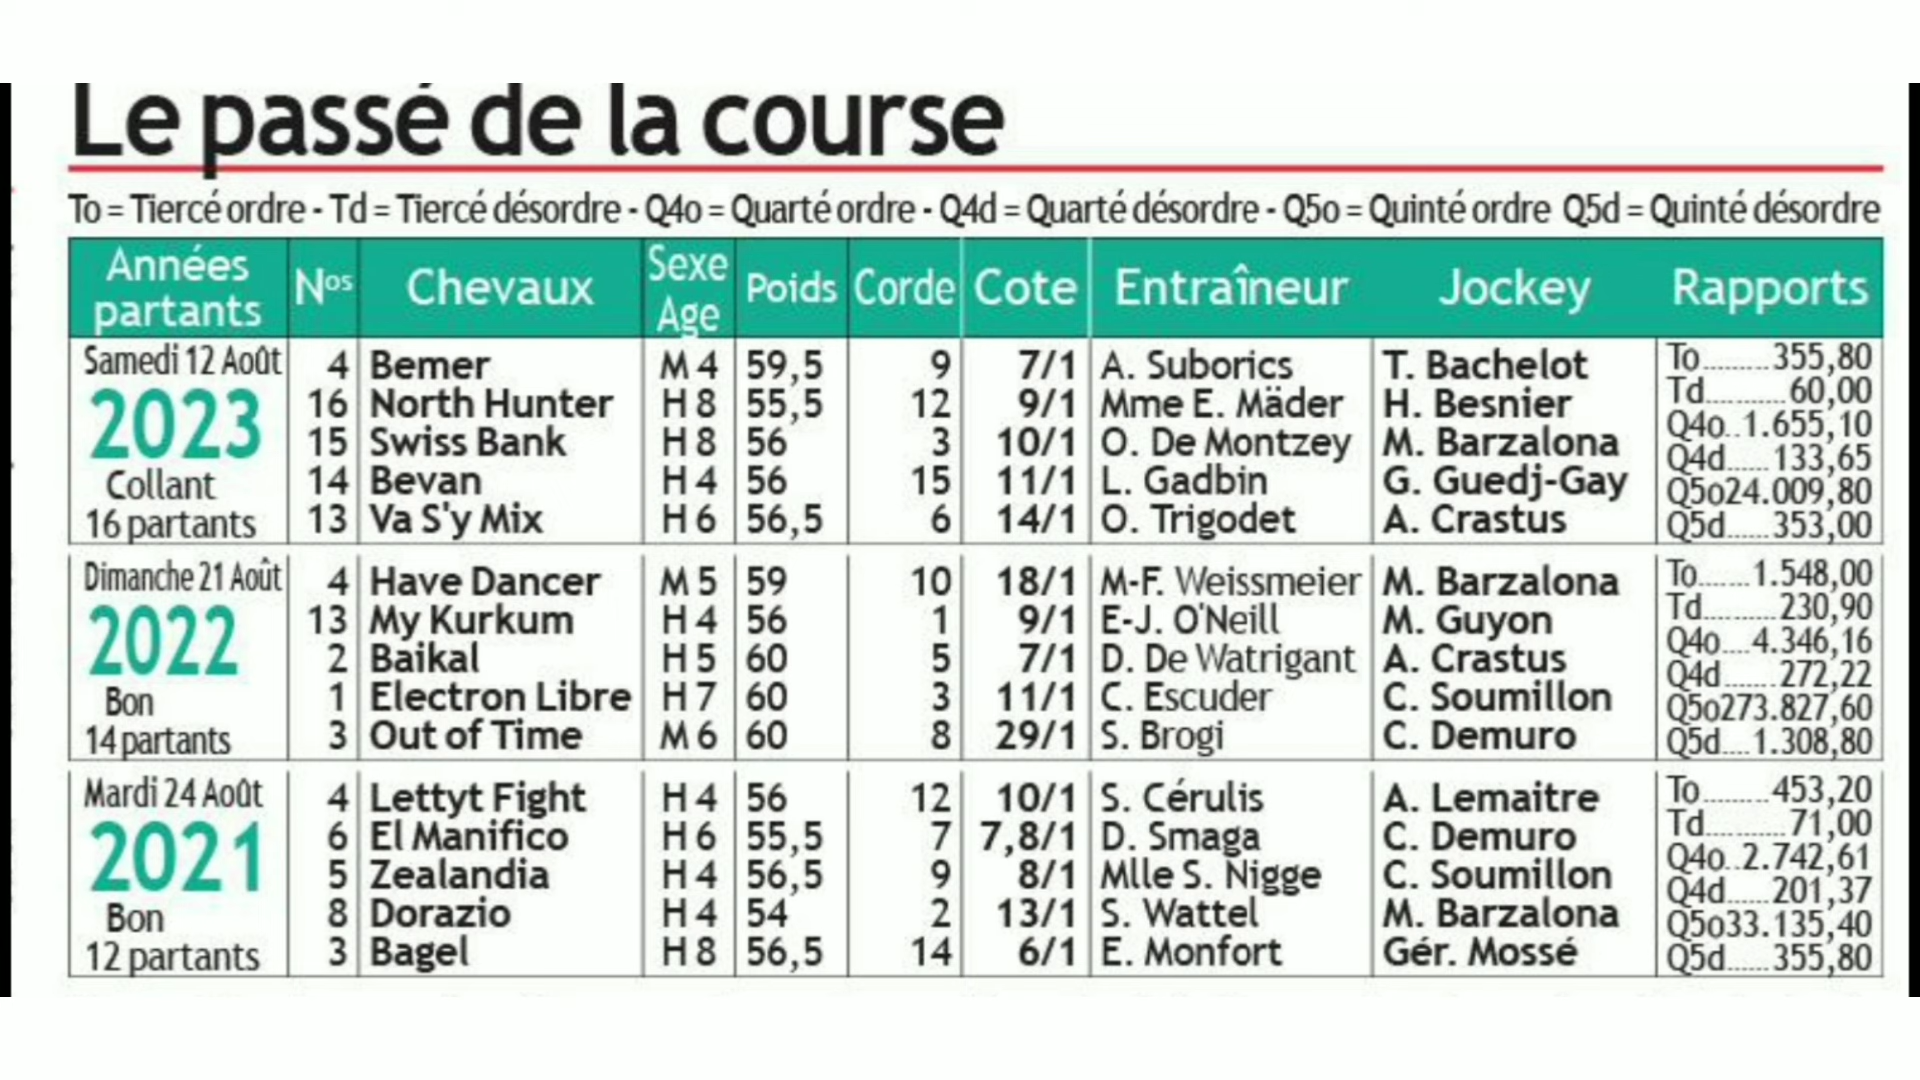 Le passé de la course
To = Tiercé ordre - Td = Tiercé désordre - Q4o = Quarté ordre - Q4d = Quarté désordre - Q5o = Quinté ordre Q5d = Quinté désordre
Années partants Nos Chevaux Sexe Age Poids Corde Cote Entraîneur Jockey Rapports
Samedi 12 Août 4 Bemer M 4 59,5 9 7/1 A. Suborics T. Bachelot To.........355,80
2023 16 North Hunter H 8 55,5 12 9/1 Mme E. Mäder H. Besnier Td..........60,00
15 Swiss Bank H 8 56 3 10/1 O. De Montzey M. Barzalona Q4o..1.655,10
Collant 14 Bevan H 4 56 15 11/1 L. Gadbin G. Guedj-Gay Q4d......133,65
16 partants 13 Va S'y Mix H 6 56,5 6 14/1 O. Trigodet A. Crastus Q5o24.009,80
Q5d......353,00
Dimanche 21 Août 4 Have Dancer M 5 59 10 18/1 M-F. Weissmeier M. Barzalona To.......1.548,00
2022 13 My Kurkum H 4 56 1 9/1 E-J. O'Neill M. Guyon Td.........230,90
2 Baikal H 5 60 5 7/1 D. De Watrigant A. Crastus Q4o....4.346,16
Bon 1 Electron Libre H 7 60 3 11/1 C. Escuder C. Soumillon Q4d.......272,22
14 partants 3 Out of Time M 6 60 8 29/1 S. Brogi C. Demuro Q5o273.827,60
Q5d....1.308,80
Mardi 24 Août 4 Lettyt Fight H 4 56 12 10/1 S. Cérulis A. Lemaitre To.........453,20
2021 6 El Manifico H 6 55,5 7 7,8/1 D. Smaga C. Demuro Td..........71,00
5 Zealandia H 4 56,5 9 8/1 Mlle S. Nigge C. Soumillon Q4o..2.742,61
Bon 8 Dorazio H 4 54 2 13/1 S. Wattel M. Barzalona Q4d......201,37
12 partants 3 Bagel H 8 56,5 14 6/1 E. Monfort Gér. Mossé Q5o33.135,40
Q5d......355,80